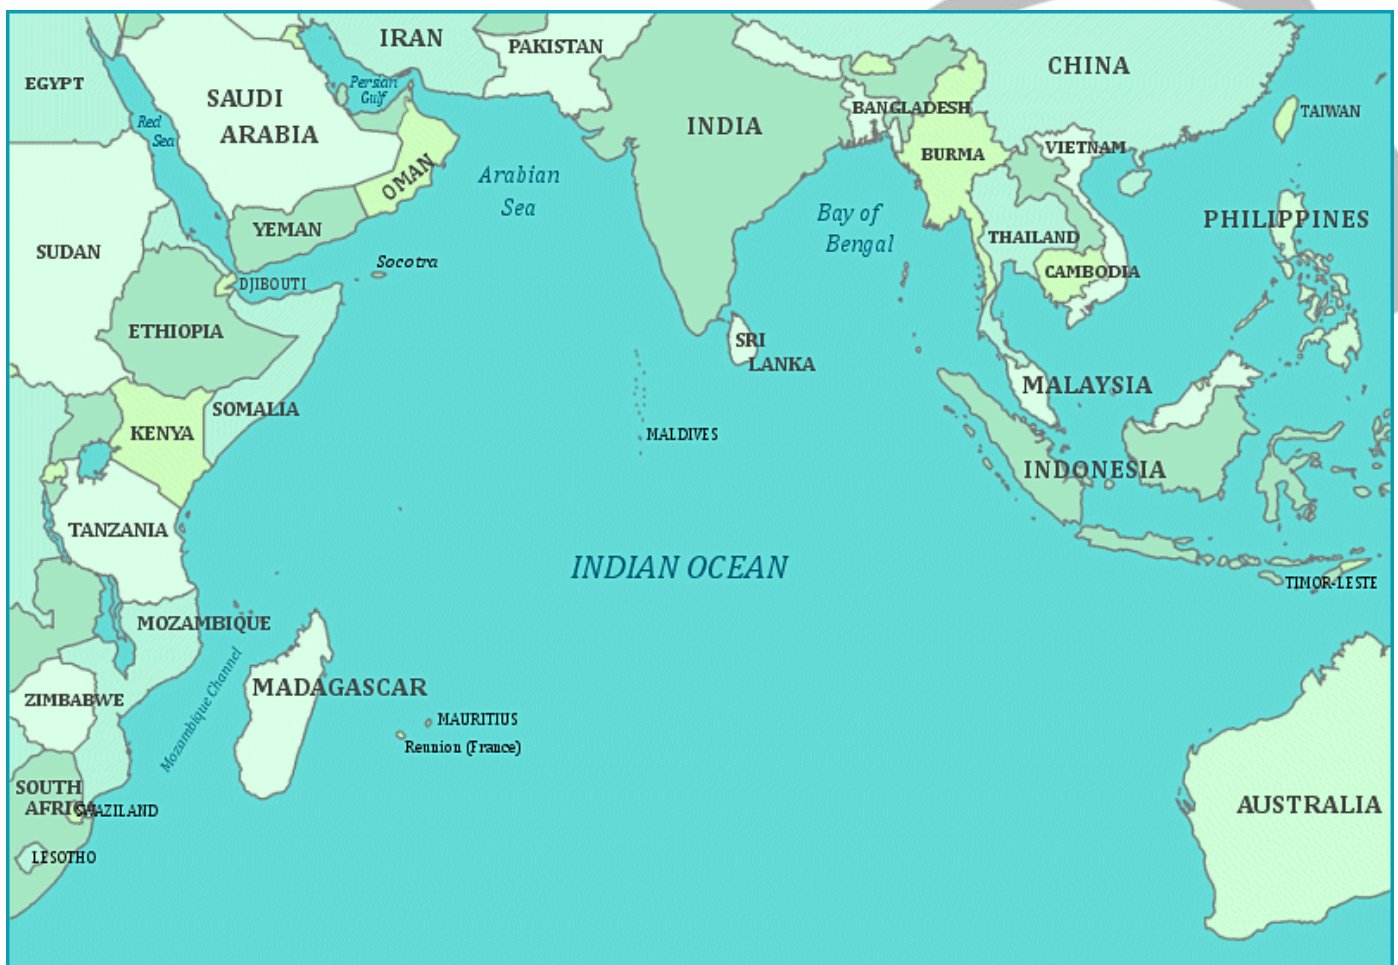 IRAN
PAKISTAN
CHINA
EGYPT
Persian
Gulf
SAUDI
ARABIA
BANGLADESH
TAIWAN
Red
Sea
INDIA
VIETNAM
BURMA
OMAN
Arabian
Sea
Bay of
Bengal
PHILIPPINES
YEMAN
THAILAND
SUDAN
Socotra
CAMBODIA
DJIBOUTI
ETHIOPIA
SRI
LANKA
MALAYSIA
SOMALIA
KENYA
MALDIVES
INDONESIA
TANZANIA
INDIAN OCEAN
TIMOR-LESTE
MOZAMBIQUE
Mozambique Channel
MADAGASCAR
ZIMBABWE
MAURITIUS
Reunion (France)
SOUTH
AFRICA
SWAZILAND
AUSTRALIA
LESOTHO